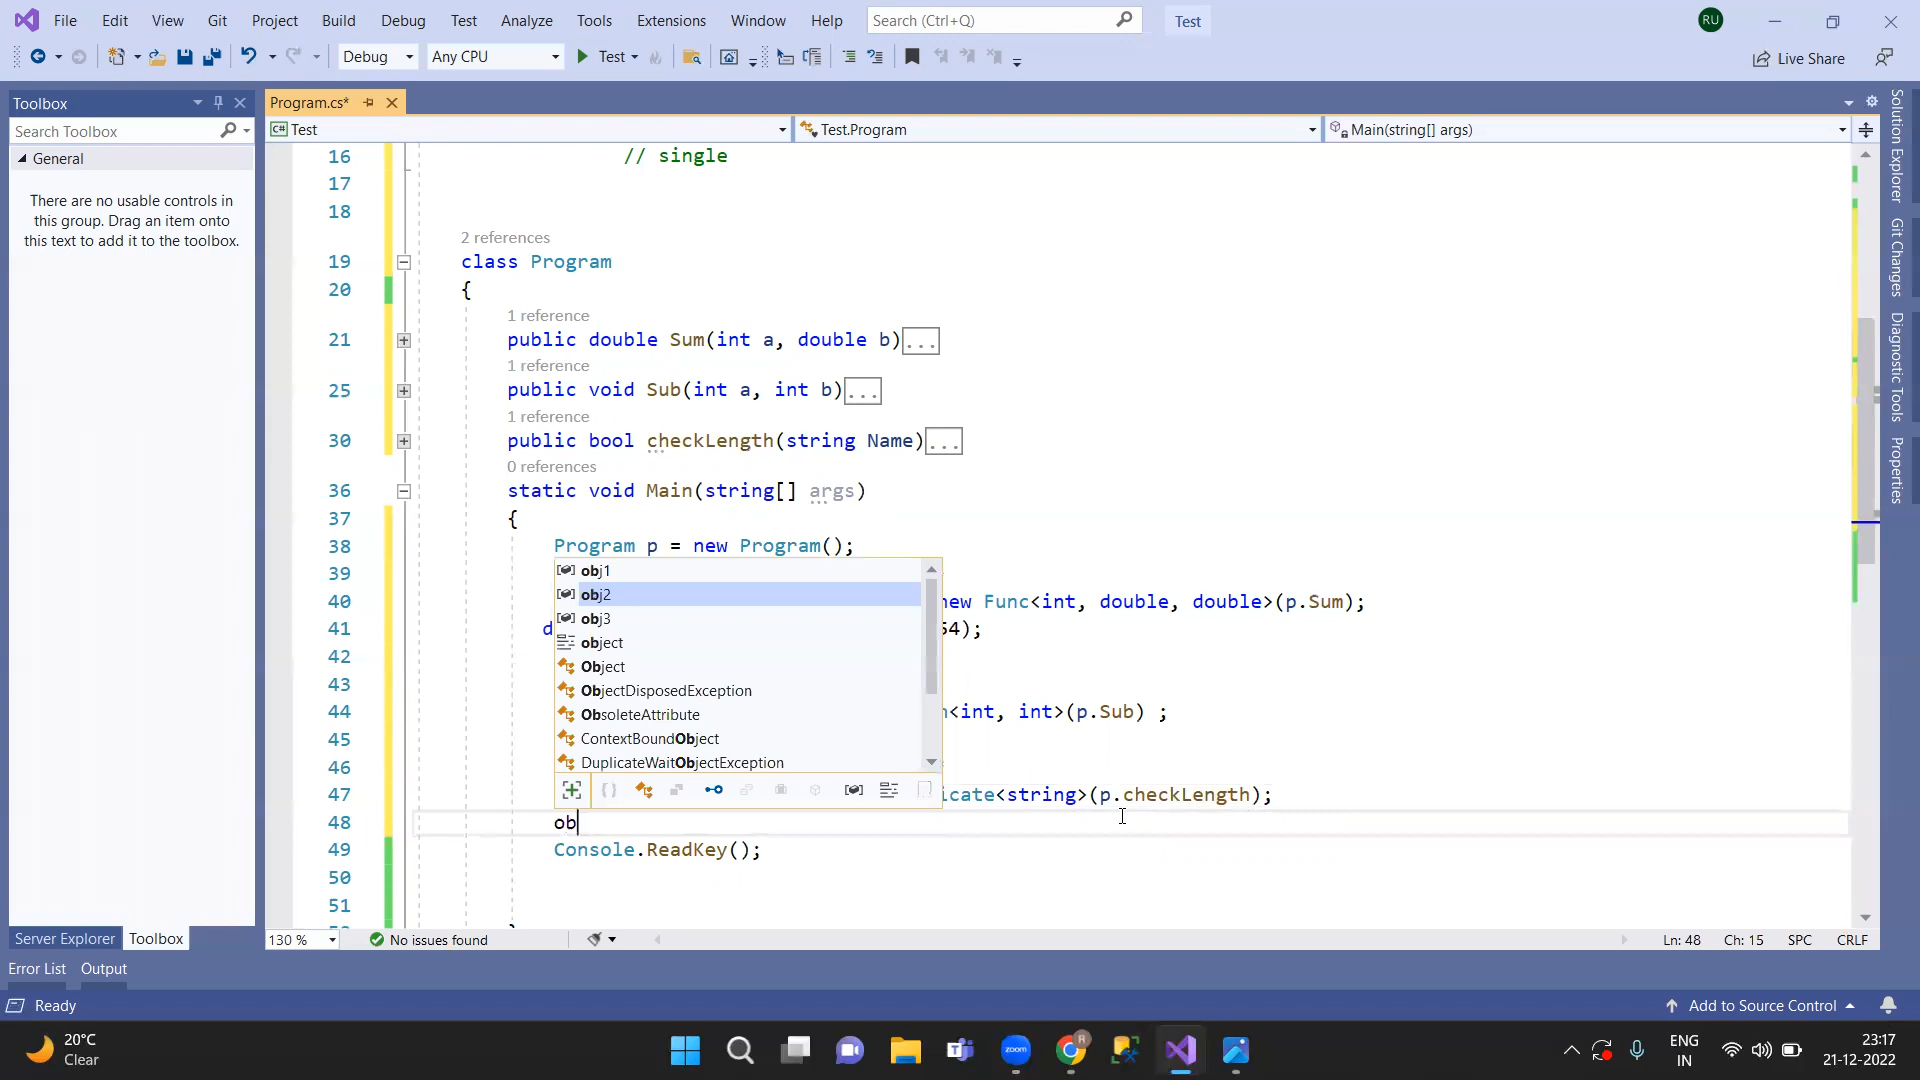 File Edit View Git Project Build Debug Test Analyze Tools Extensions Window Help Search (Ctrl+Q) Test RU
Debug Any CPU Test Live Share
Toolbox
Search Toolbox
General
There are no usable controls in
this group. Drag an item onto
this text to add it to the toolbox.
Server Explorer Toolbox
Program.cs*
C# Test Test.Program Main(string[] args)
16 // single
17
18
2 references
19 class Program
20 {
1 reference
21 public double Sum(int a, double b)...
1 reference
25 public void Sub(int a, int b)...
1 reference
30 public bool checkLength(string Name)...
0 references
36 static void Main(string[] args)
37 {
38 Program p = new Program();
39
40 new Func<int, double, double>(p.Sum);
41 d 54);
42
43
44 n<int, int>(p.Sub) ;
45
46
47 icate<string>(p.checkLength);
48 ob
49 Console.ReadKey();
50
51
obj1
obj2
obj3
object
Object
ObjectDisposedException
ObsoleteAttribute
ContextBoundObject
DuplicateWaitObjectException
Solution Explorer
Git Changes
Diagnostic Tools
Properties
130 % No issues found Ln: 48 Ch: 15 SPC CRLF
Error List Output
Ready Add to Source Control
20°C
Clear
zoom
ENG
IN
23:17
21-12-2022